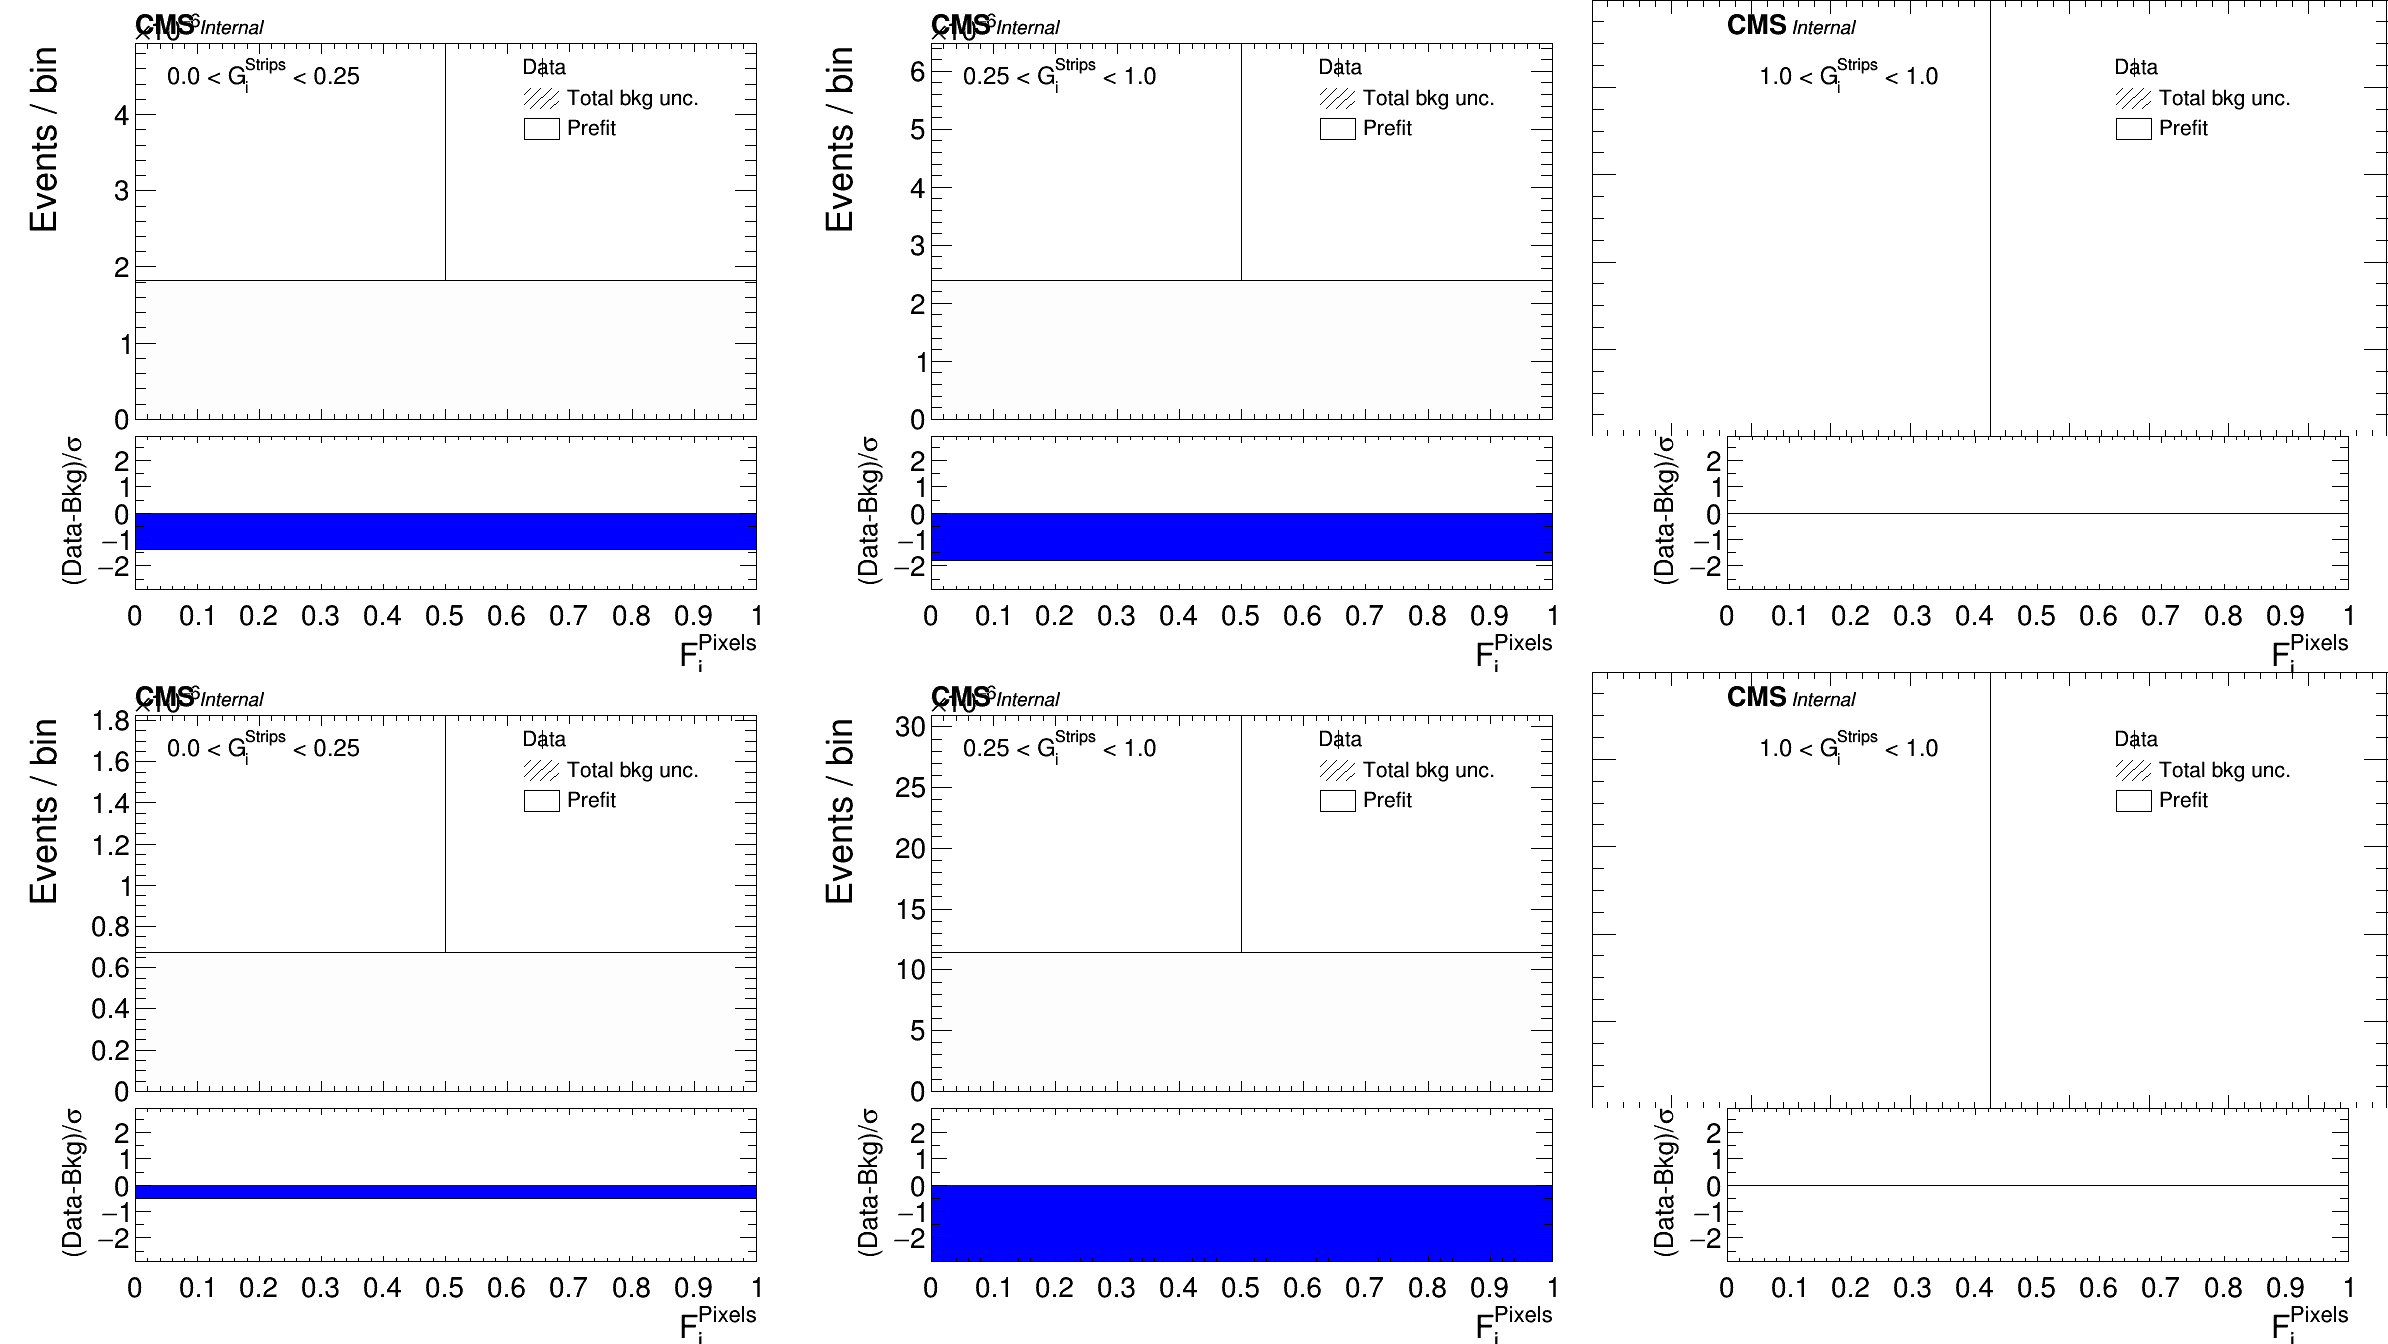 CMS Internal
Events / bin
0.0 < G_i^Strips < 0.25
Data
Total bkg unc.
Prefit
4
3
2
1
0
(Data-Bkg)/σ
2
1
0
−1
−2
0 0.1 0.2 0.3 0.4 0.5 0.6 0.7 0.8 0.9 1
F_i^Pixels
CMS Internal
Events / bin
0.25 < G_i^Strips < 1.0
Data
Total bkg unc.
Prefit
6
5
4
3
2
1
0
(Data-Bkg)/σ
2
1
0
−1
−2
0 0.1 0.2 0.3 0.4 0.5 0.6 0.7 0.8 0.9 1
F_i^Pixels
CMS Internal
1.0 < G_i^Strips < 1.0
Data
Total bkg unc.
Prefit
(Data-Bkg)/σ
2
1
0
−1
−2
0 0.1 0.2 0.3 0.4 0.5 0.6 0.7 0.8 0.9 1
F_i^Pixels
CMS Internal
Events / bin
0.0 < G_i^Strips < 0.25
Data
Total bkg unc.
Prefit
1.8
1.6
1.4
1.2
1
0.8
0.6
0.4
0.2
0
(Data-Bkg)/σ
2
1
0
−1
−2
0 0.1 0.2 0.3 0.4 0.5 0.6 0.7 0.8 0.9 1
F_i^Pixels
CMS Internal
Events / bin
0.25 < G_i^Strips < 1.0
Data
Total bkg unc.
Prefit
30
25
20
15
10
5
0
(Data-Bkg)/σ
2
1
0
−1
−2
0 0.1 0.2 0.3 0.4 0.5 0.6 0.7 0.8 0.9 1
F_i^Pixels
CMS Internal
1.0 < G_i^Strips < 1.0
Data
Total bkg unc.
Prefit
(Data-Bkg)/σ
2
1
0
−1
−2
0 0.1 0.2 0.3 0.4 0.5 0.6 0.7 0.8 0.9 1
F_i^Pixels